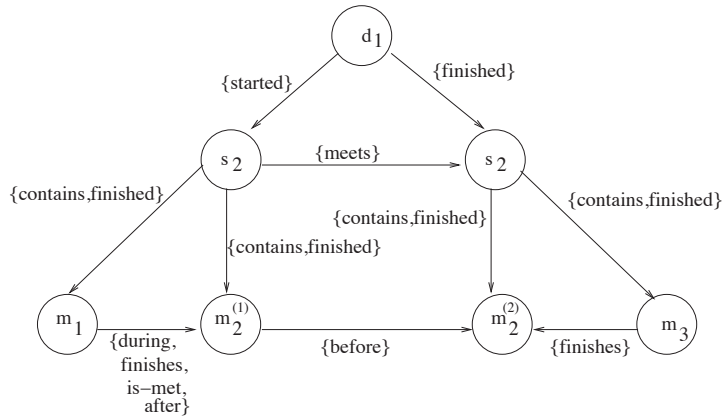 d1
{started}
{finished}
s2
{meets}
s2
{contains,finished}
{contains,finished}
{contains,finished}
{contains,finished}
m1
m2(1)
m2(2)
m3
{during,
finishes,
is-met,
after}
{before}
{finishes}